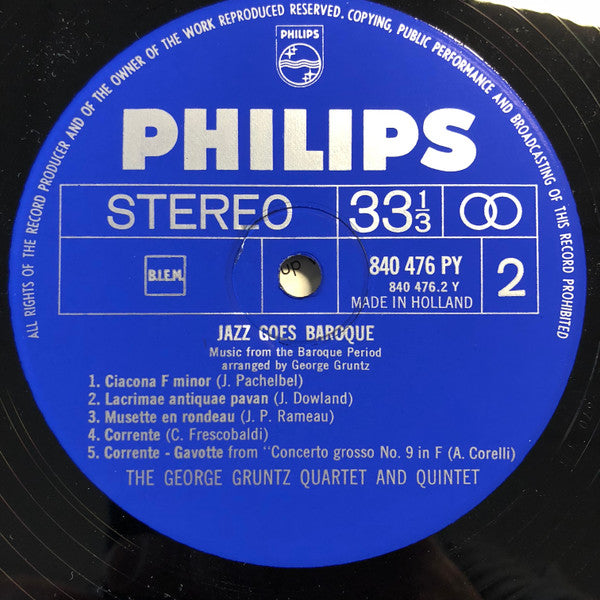 ALL RIGHTS OF THE RECORD PRODUCER AND OF THE OWNER OF THE WORK REPRODUCED RESERVED. COPYING, PUBLIC PERFORMANCE AND BROADCASTING OF THIS RECORD PROHIBITED
PHILIPS
PHILIPS
STEREO 33⅓
B.I.E.M. 840 476 PY 2
840 476.2 Y
MADE IN HOLLAND
JAZZ GOES BAROQUE
Music from the Baroque Period
arranged by George Gruntz
1. Ciacona F minor (J. Pachelbel)
2. Lacrimae antiquae pavan (J. Dowland)
3. Musette en rondeau (J. P. Rameau)
4. Corrente (C. Frescobaldi)
5. Corrente - Gavotte from "Concerto grosso No. 9 in F (A. Corelli)
THE GEORGE GRUNTZ QUARTET AND QUINTET